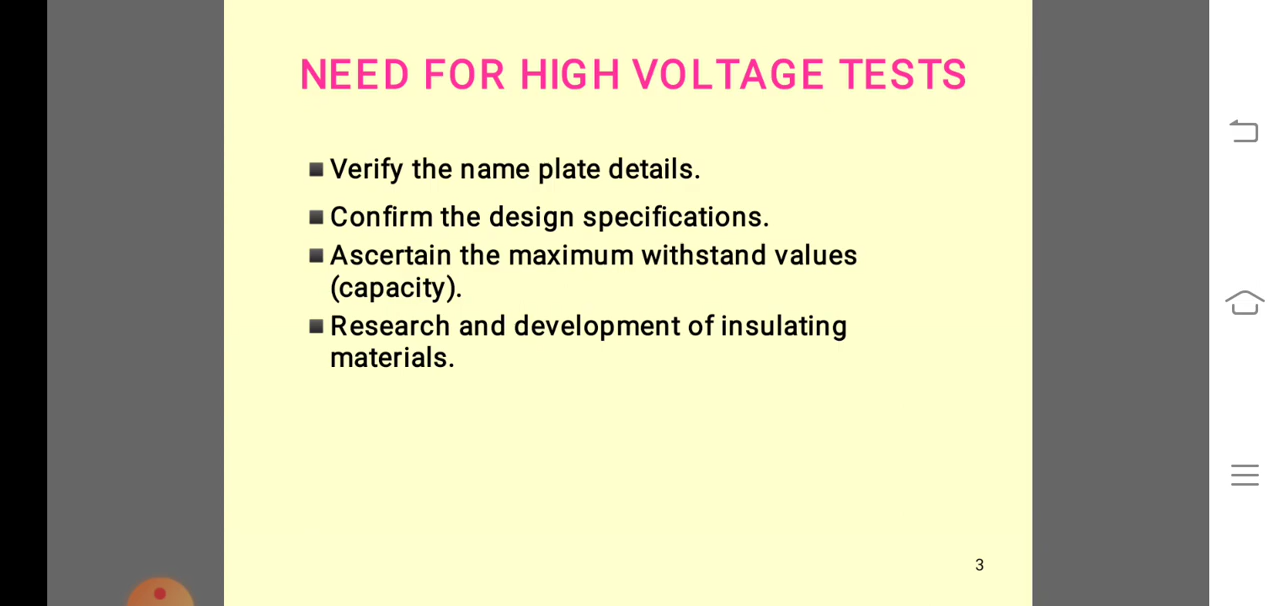 NEED FOR HIGH VOLTAGE TESTS
Verify the name plate details.
Confirm the design specifications.
Ascertain the maximum withstand values
(capacity).
Research and development of insulating
materials.
3